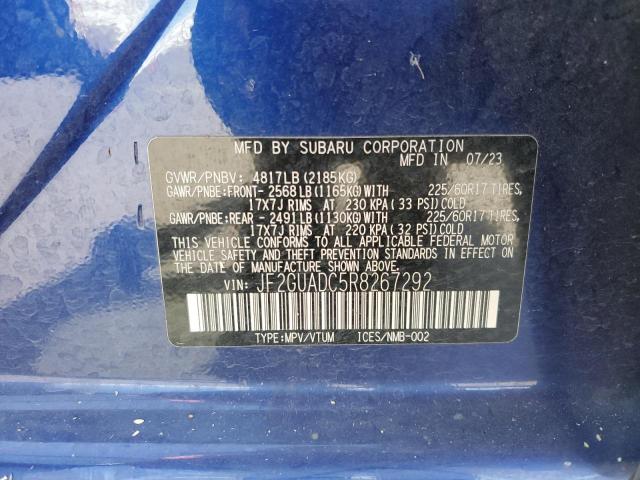 MFD BY SUBARU CORPORATION
MFD IN 07/23
GVWR/PNBV: 4817LB (2185KG)
GAWR/PNBE:FRONT- 2568LB(1165KG)WITH 225/60R17 TIRES,
17X7J RIMS AT 230 KPA (33 PSI) COLD
GAWR/PNBE:REAR - 2491LB(1130KG)WITH 225/60R17 TIRES,
17X7J RIMS AT 220 KPA (32 PSI) COLD
THIS VEHICLE CONFORMS TO ALL APPLICABLE FEDERAL MOTOR
VEHICLE SAFETY AND THEFT PREVENTION STANDARDS IN EFFECT ON
THE DATE OF MANUFACTURE SHOWN ABOVE.
VIN: JF2GUADC5R8267292
TYPE:MPV/VTUM ICES/NMB-002